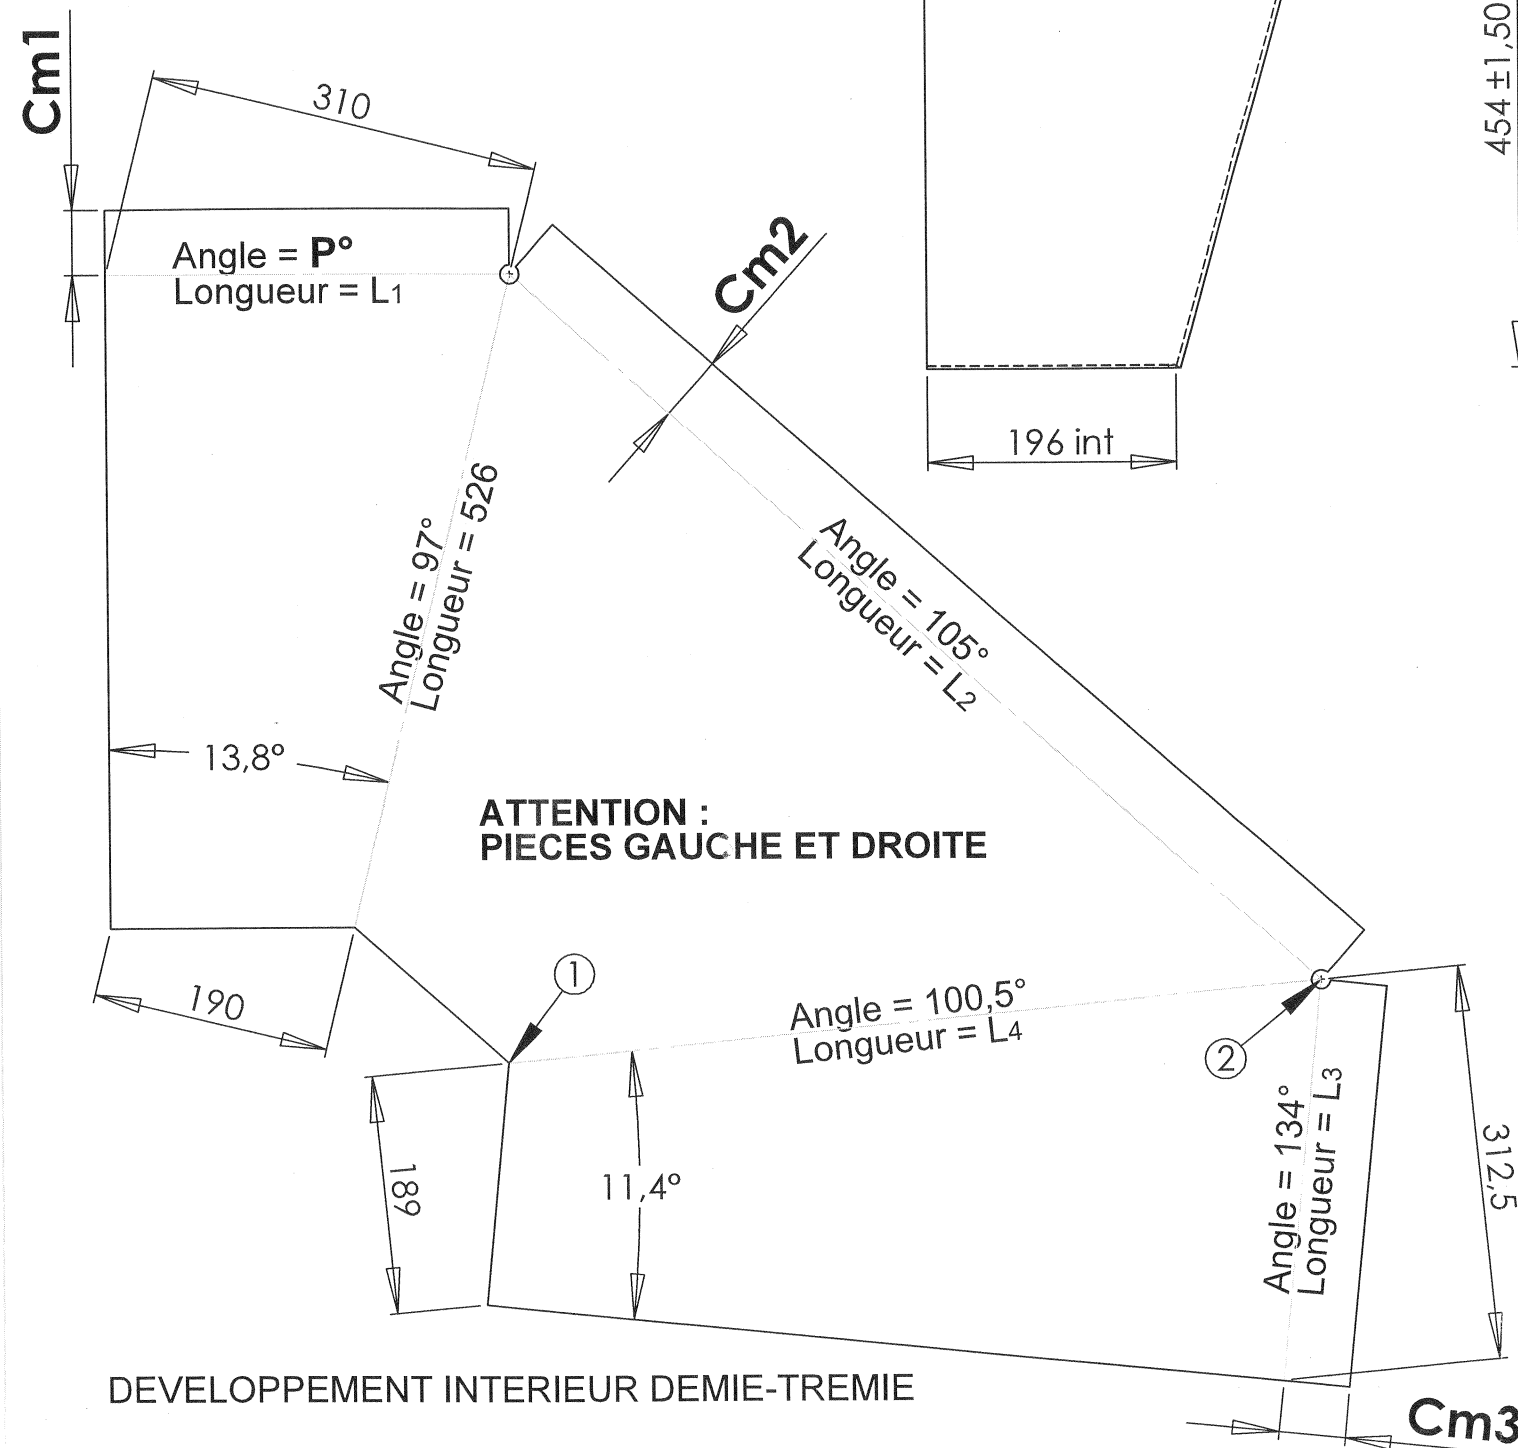 Cm1
310
454 ±1,50
Angle = P°
Longueur = L1
Cm2
196 int
Angle = 97°
Longueur = 526
Angle = 105°
Longueur = L2
13,8°
ATTENTION :
PIECES GAUCHE ET DROITE
1
190
Angle = 100,5°
Longueur = L4
2
Angle = 134°
Longueur = L3
312,5
189
11,4°
DEVELOPPEMENT INTERIEUR DEMIE-TREMIE
Cm3